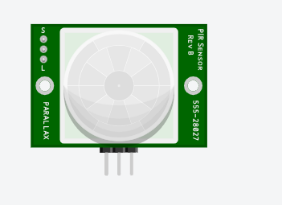 S
L
PARALLAX
PIR SENSOR
REV B
555-28027